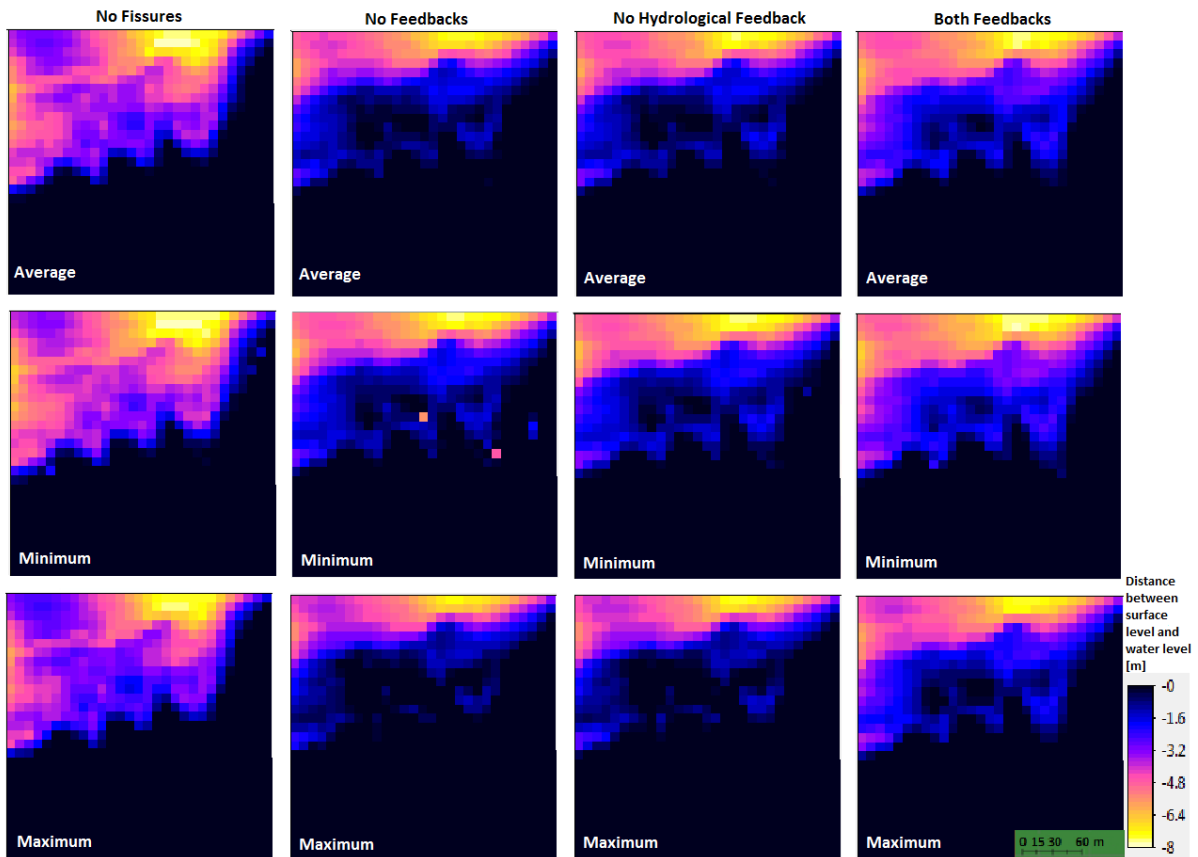 No Fissures
No Feedbacks
No Hydrological Feedback
Both Feedbacks
Average
Average
Average
Average
Minimum
Minimum
Minimum
Minimum
Maximum
Maximum
Maximum
Maximum
Distance
between
surface
level and
water level
[m]
-0
-1.6
-3.2
-4.8
-6.4
-8
0 15 30 60 m